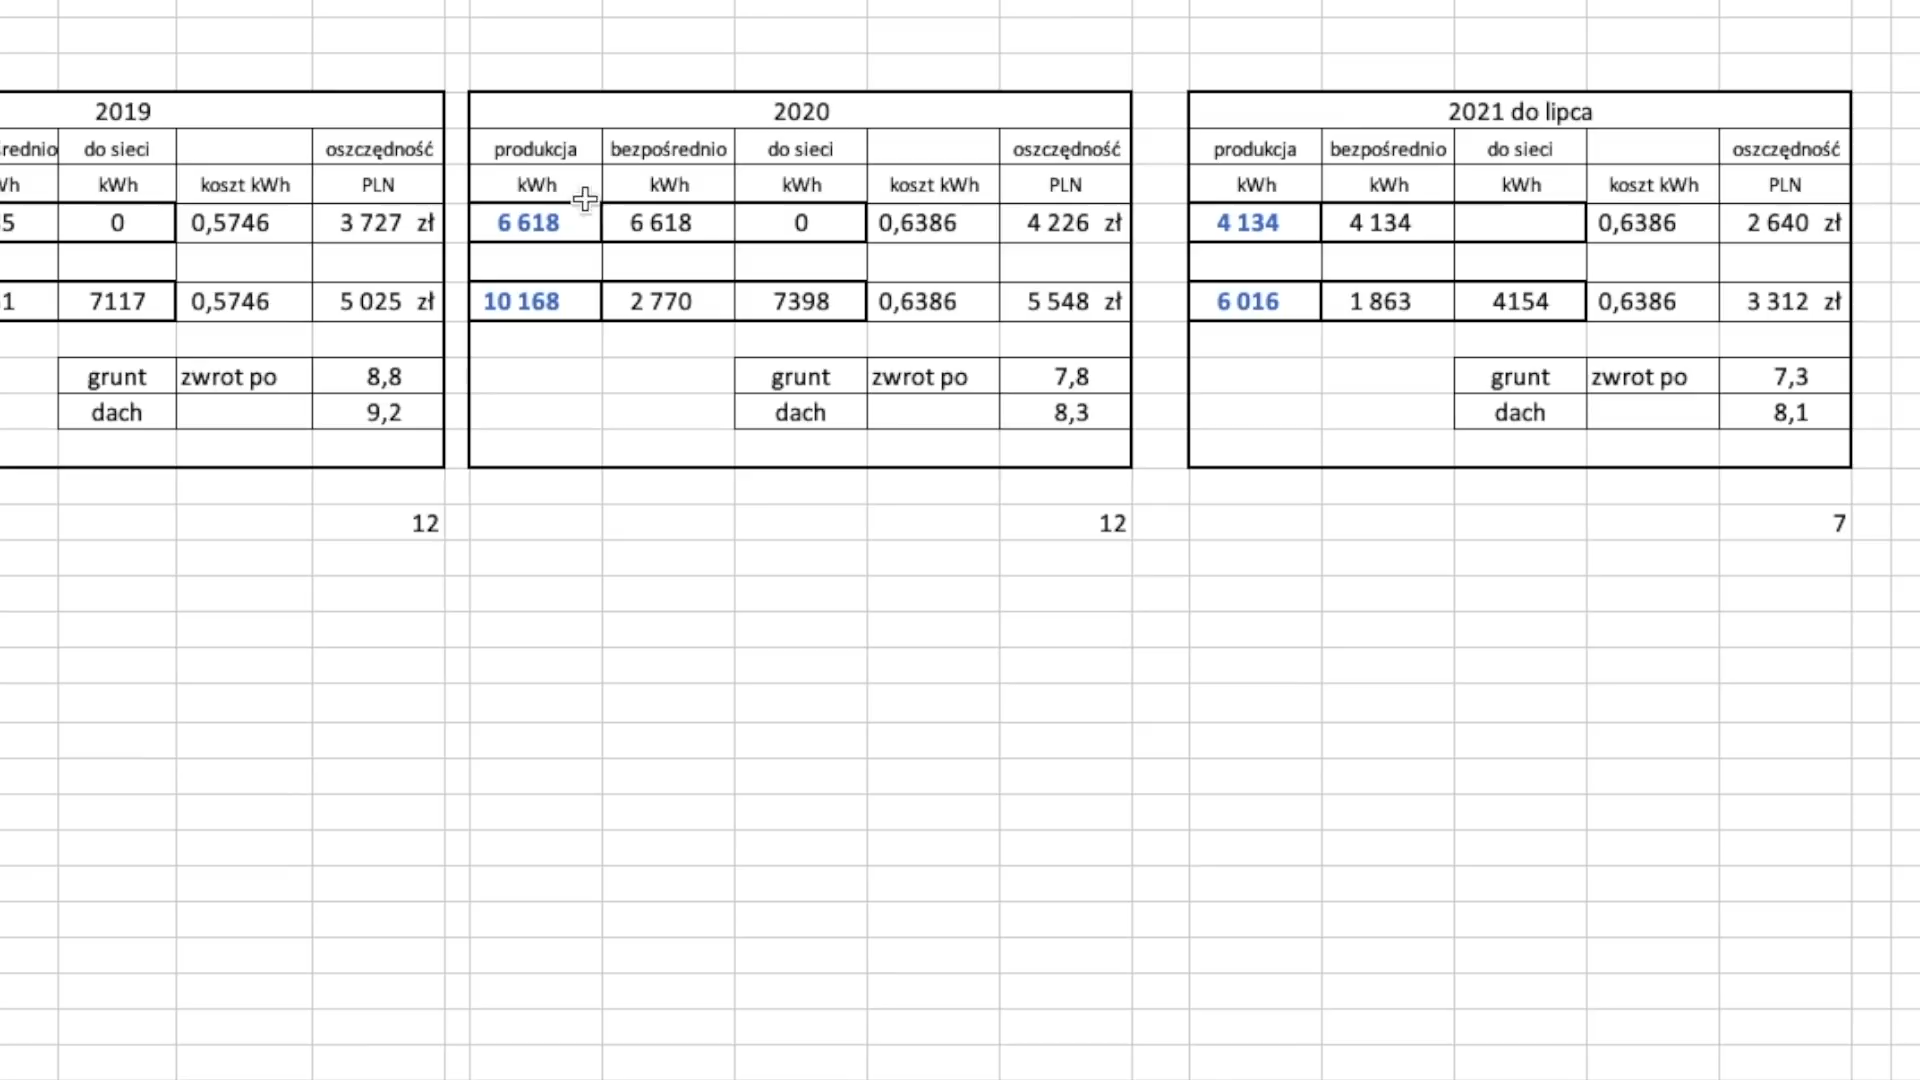 2019 2020 2021 do lipca
do sieci oszczędność produkcja bezpośrednio do sieci oszczędność produkcja bezpośrednio do sieci oszczędność
kWh koszt kWh PLN kWh kWh kWh koszt kWh PLN kWh kWh kWh koszt kWh PLN
5 0 0,5746 3 727 zł 6 618 6 618 0 0,6386 4 226 zł 4 134 4 134 0,6386 2 640 zł
1 7117 0,5746 5 025 zł 10 168 2 770 7398 0,6386 5 548 zł 6 016 1 863 4154 0,6386 3 312 zł
grunt zwrot po 8,8 grunt zwrot po 7,8 grunt zwrot po 7,3
dach 9,2 dach 8,3 dach 8,1
12 12 7